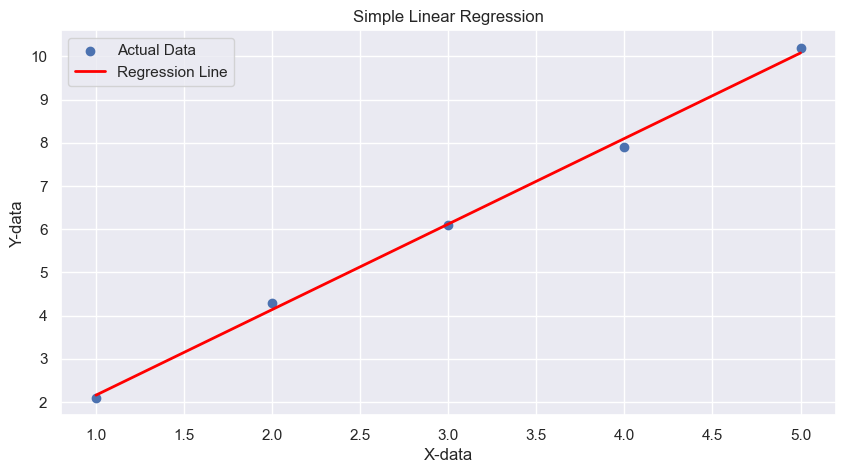 Simple Linear Regression
Actual Data
Regression Line
Y-data
10
9
8
7
6
5
4
3
2
1.0 1.5 2.0 2.5 3.0 3.5 4.0 4.5 5.0
X-data